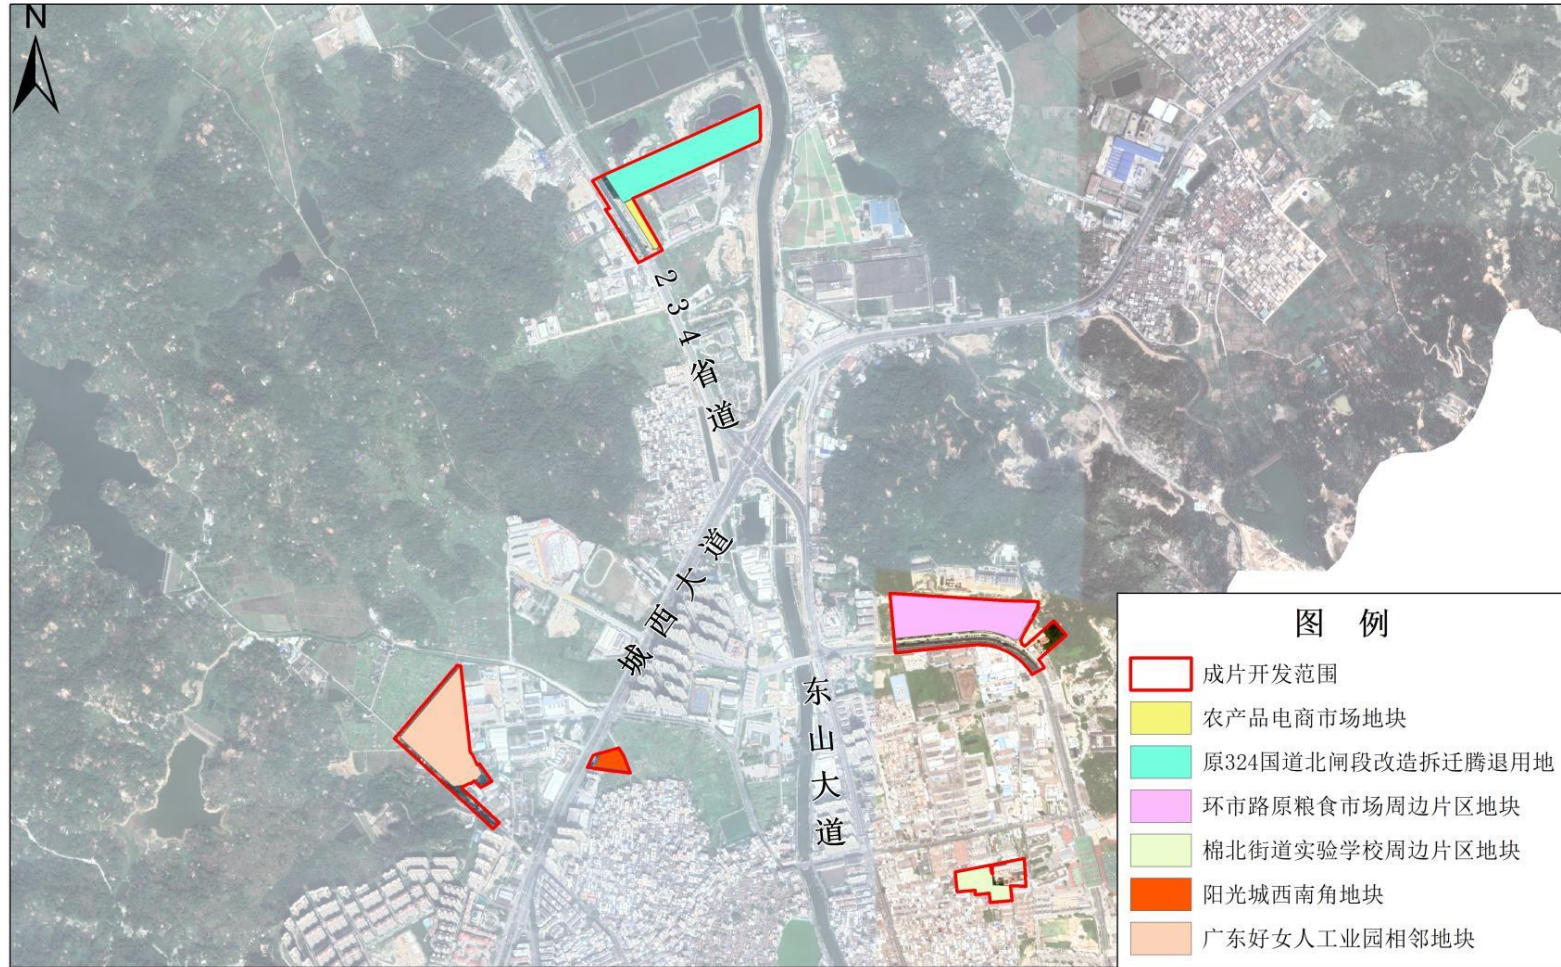 N
234省道
城西大道
东山大道
图 例
成片开发范围
农产品电商市场地块
原324国道北闸段改造拆迁腾退用地
环市路原粮食市场周边片区地块
棉北街道实验学校周边片区地块
阳光城西南角地块
广东好女人工业园相邻地块